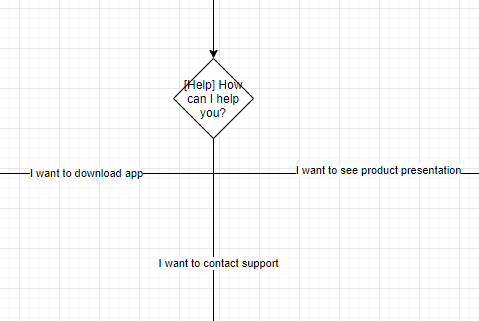 [Help] How
can I help
you?
I want to download app
I want to see product presentation
I want to contact support